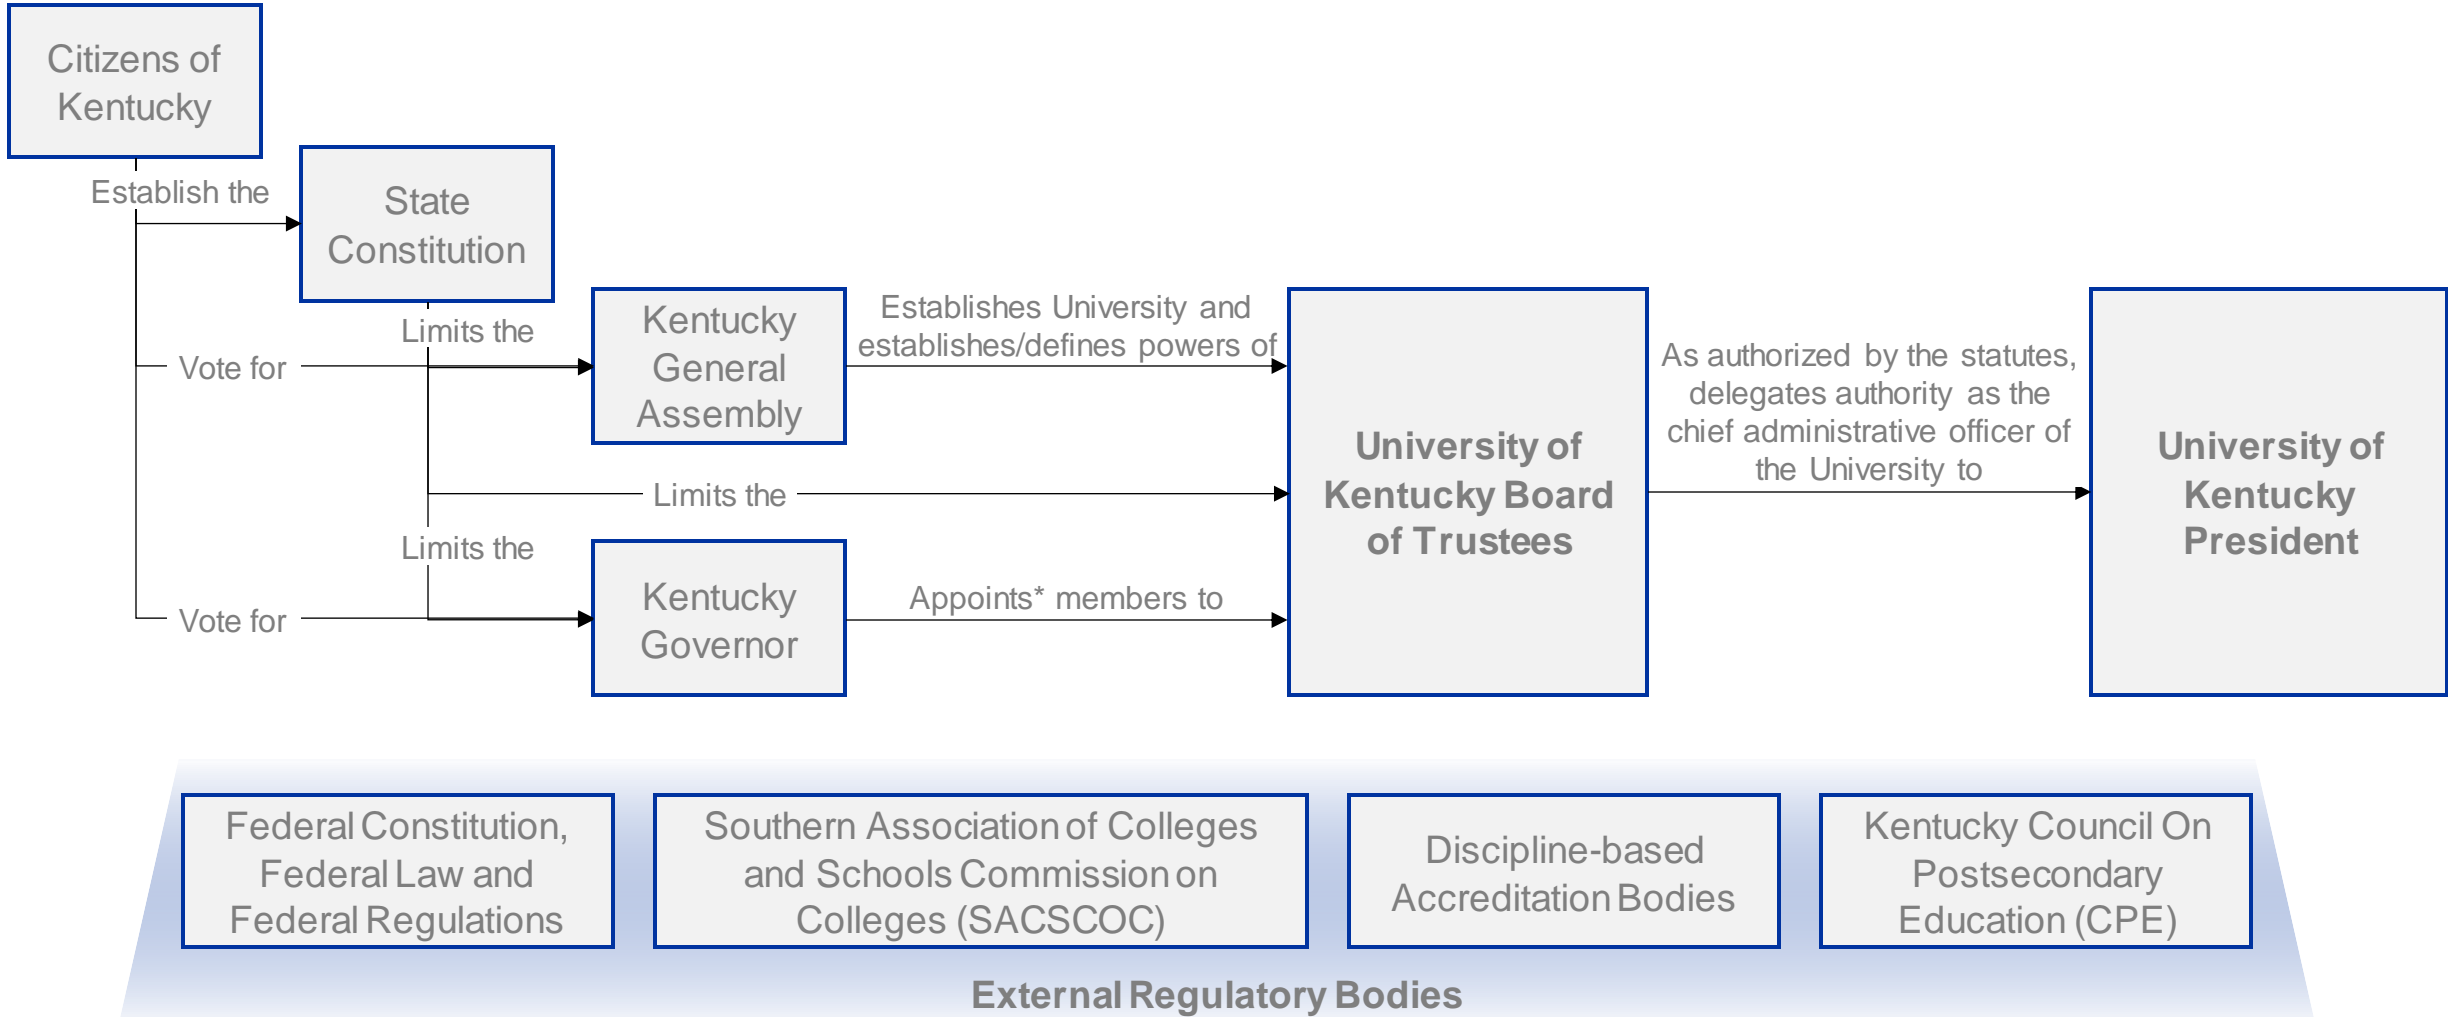 Citizens of
Kentucky
Establish the
State
Constitution
Limits the
Vote for
Kentucky
General
Assembly
Establishes University and
establishes/defines powers of
Limits the
Limits the
Vote for
Kentucky
Governor
Appoints* members to
University of
Kentucky Board
of Trustees
As authorized by the statutes,
delegates authority as the
chief administrative officer of
the University to
University of
Kentucky
President
Federal Constitution,
Federal Law and
Federal Regulations
Southern Association of Colleges
and Schools Commission on
Colleges (SACSCOC)
Discipline-based
Accreditation Bodies
Kentucky Council On
Postsecondary
Education (CPE)
External Regulatory Bodies